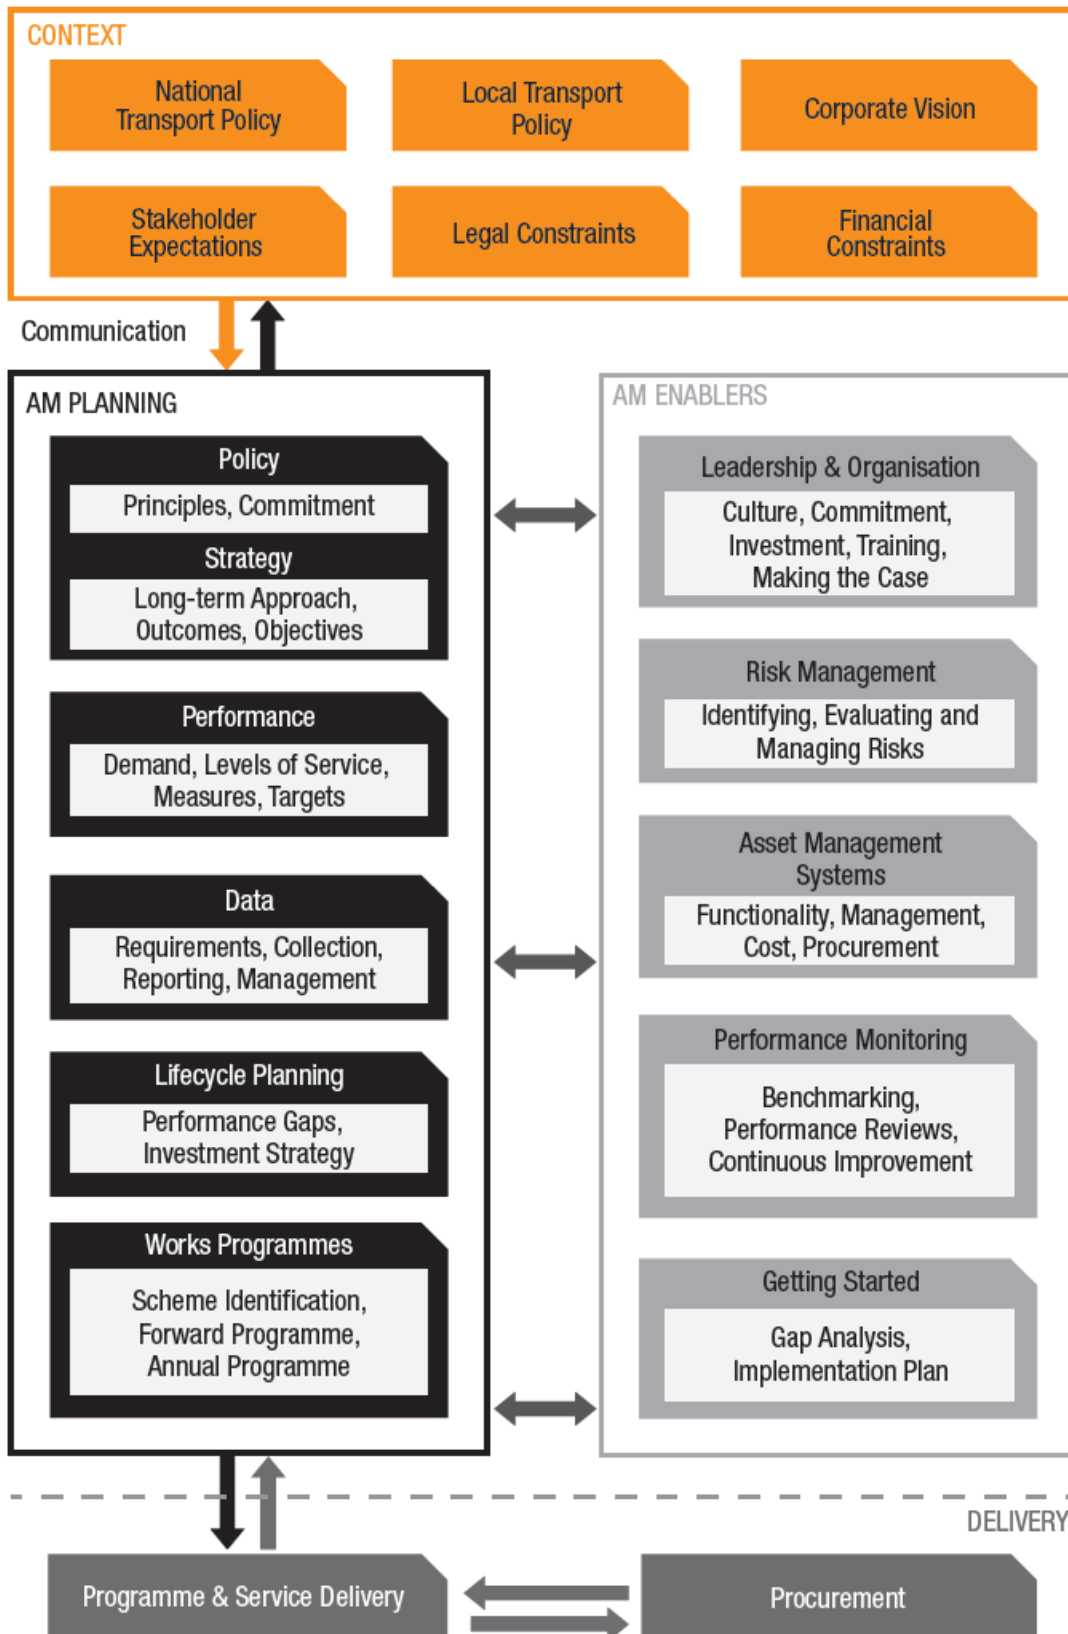 CONTEXT
National
Transport Policy
Local Transport
Policy
Corporate Vision
Stakeholder
Expectations
Legal Constraints
Financial
Constraints
Communication
AM PLANNING
Policy
Principles, Commitment
Strategy
Long-term Approach,
Outcomes, Objectives
Performance
Demand, Levels of Service,
Measures, Targets
Data
Requirements, Collection,
Reporting, Management
Lifecycle Planning
Performance Gaps,
Investment Strategy
Works Programmes
Scheme Identification,
Forward Programme,
Annual Programme
AM ENABLERS
Leadership & Organisation
Culture, Commitment,
Investment, Training,
Making the Case
Risk Management
Identifying, Evaluating and
Managing Risks
Asset Management
Systems
Functionality, Management,
Cost, Procurement
Performance Monitoring
Benchmarking,
Performance Reviews,
Continuous Improvement
Getting Started
Gap Analysis,
Implementation Plan
DELIVERY
Programme & Service Delivery
Procurement